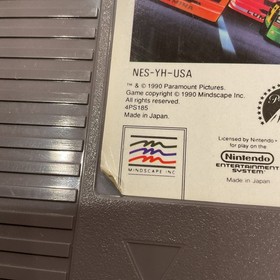 NES-YH-USA
™ & © 1990 Paramount Pictures.
Game copyright © 1990 Mindscape Inc.
All rights reserved.
4PS185
Made in Japan.
MINDSCAPE INC
Licensed by Nintendo
for play on the
Nintendo
ENTERTAINMENT
SYSTEM
Made in Japan